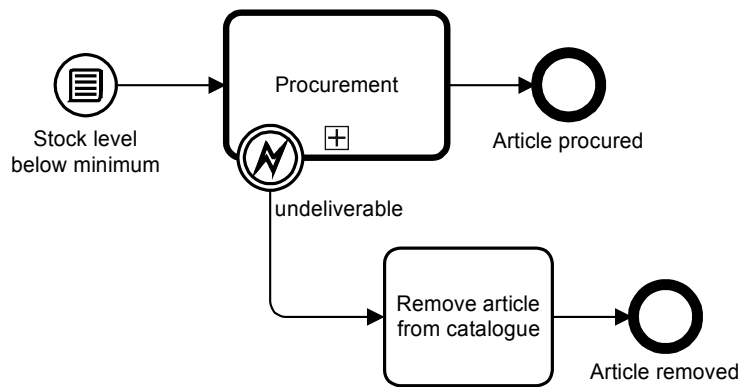 Procurement
Stock level
below minimum
Article procured
undeliverable
Remove article
from catalogue
Article removed